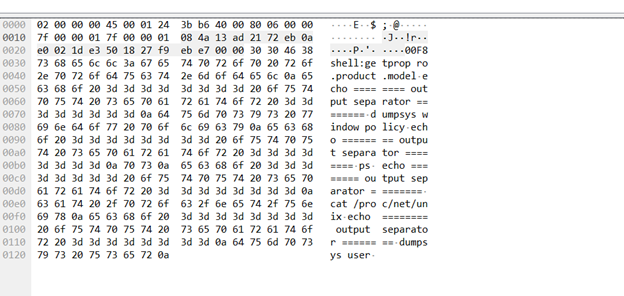 0000 02 00 00 00 45 00 01 24 3b b6 40 00 80 06 00 00 ····E··$ ;·@·····
0010 7f 00 00 01 7f 00 00 01 08 4a 13 ad 21 72 eb 0a ········ ·J··!r··
0020 e0 02 1d e3 50 18 27 f9 eb e7 00 00 30 30 46 38 ····P·'· ····00F8
0030 73 68 65 6c 6c 3a 67 65 74 70 72 6f 70 20 72 6f shell:ge tprop ro
0040 2e 70 72 6f 64 75 63 74 2e 6d 6f 64 65 6c 0a 65 .product .model·e
0050 63 68 6f 20 3d 3d 3d 3d 3d 3d 3d 3d 20 6f 75 74 cho ==== ==== out
0060 70 75 74 20 73 65 70 61 72 61 74 6f 72 20 3d 3d put sepa rator ==
0070 3d 3d 3d 3d 3d 3d 0a 64 75 6d 70 73 79 73 20 77 ======·d umpsys w
0080 69 6e 64 6f 77 20 70 6f 6c 69 63 79 0a 65 63 68 indow po licy·ech
0090 6f 20 3d 3d 3d 3d 3d 3d 3d 3d 20 6f 75 74 70 75 o ====== == outpu
00a0 74 20 73 65 70 61 72 61 74 6f 72 20 3d 3d 3d 3d t separa tor ====
00b0 3d 3d 3d 3d 0a 70 73 0a 65 63 68 6f 20 3d 3d 3d ====·ps· echo ===
00c0 3d 3d 3d 3d 3d 20 6f 75 74 70 75 74 20 73 65 70 ===== ou tput sep
00d0 61 72 61 74 6f 72 20 3d 3d 3d 3d 3d 3d 3d 3d 0a arator = =======·
00e0 63 61 74 20 2f 70 72 6f 63 2f 6e 65 74 2f 75 6e cat /pro c/net/un
00f0 69 78 0a 65 63 68 6f 20 3d 3d 3d 3d 3d 3d 3d 3d ix·echo ========
0100 20 6f 75 74 70 75 74 20 73 65 70 61 72 61 74 6f output separato
0110 72 20 3d 3d 3d 3d 3d 3d 3d 3d 0a 64 75 6d 70 73 r ====== ==·dumps
0120 79 73 20 75 73 65 72 0a ys user·